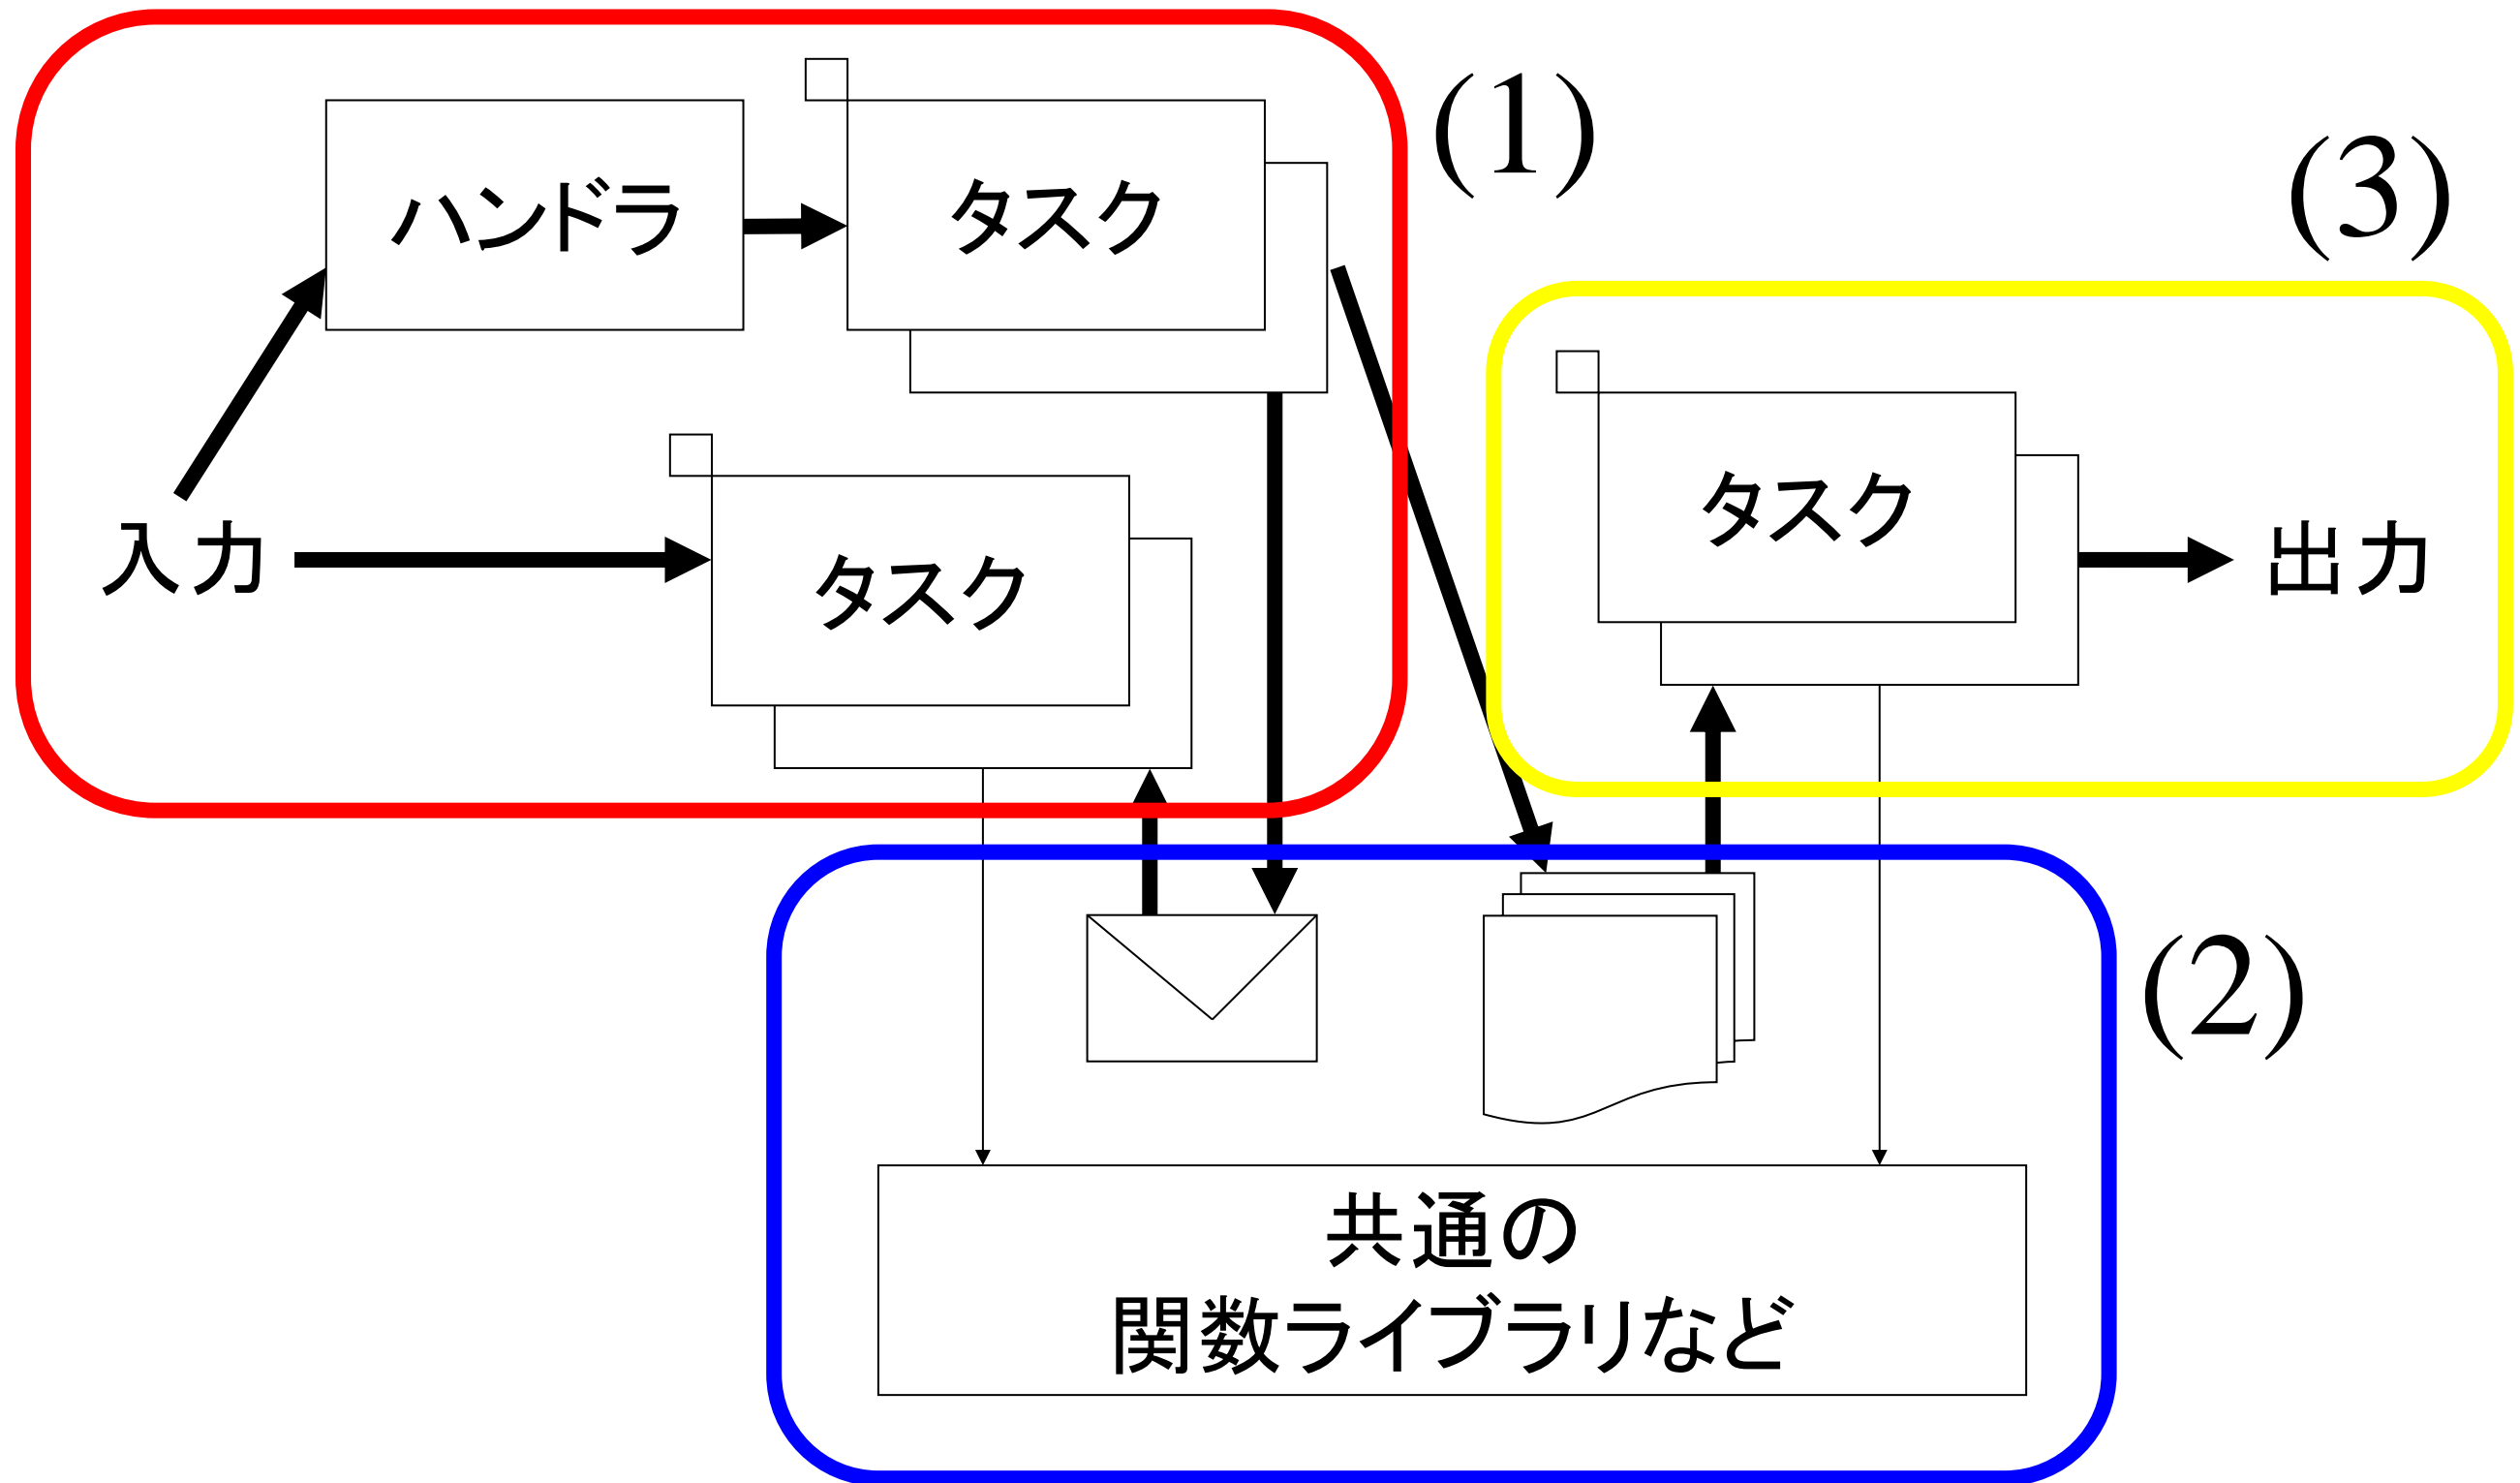 (1)
(3)
ハンドラ
タスク
タスク
入力
タスク
出力
(2)
共通の
関数ライブラリなど